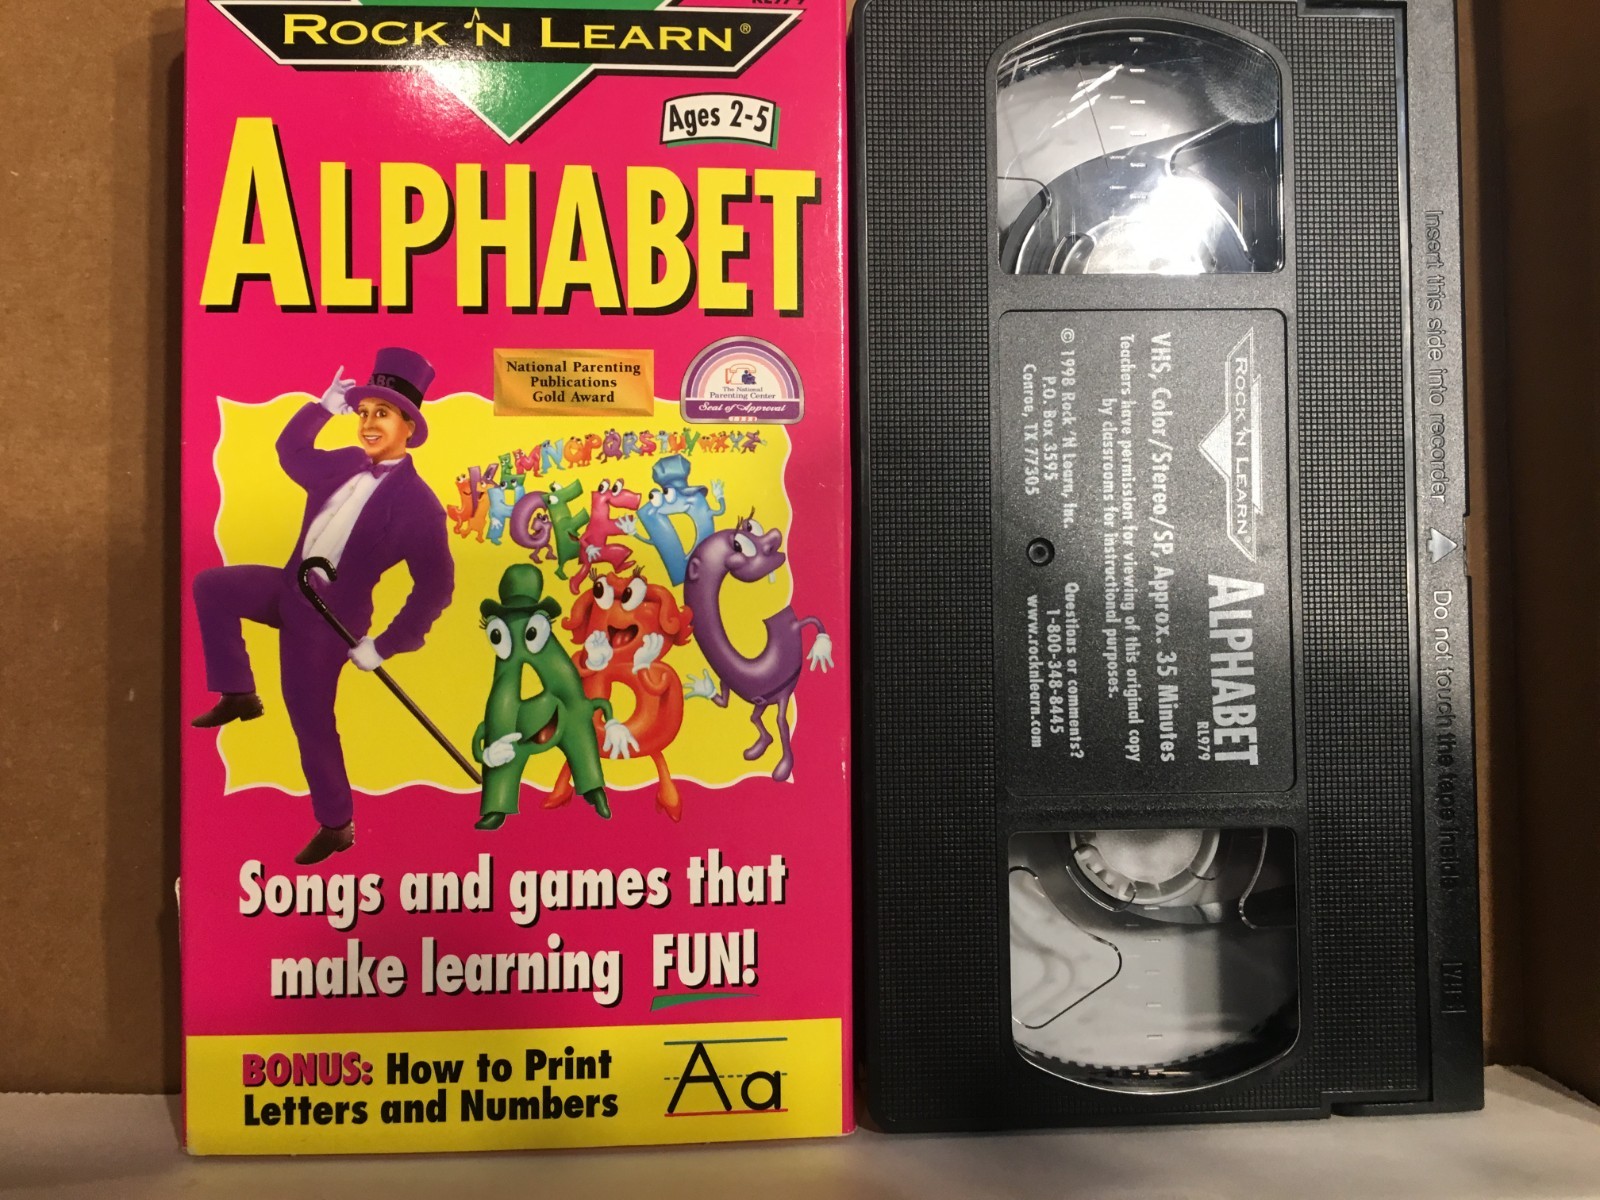 ROCK 'N LEARN®
Ages 2-5
ALPHABET
National Parenting
Publications
Gold Award
The National
Parenting Center
Seal of Approval
ABC
JKLMNOPQRSTUVWXYZ
I H G F E D C
A B
Songs and games that
make learning FUN!
BONUS: How to Print
Letters and Numbers
Aa
ROCK 'N LEARN®
ALPHABET
RL979
VHS, Color/Stereo/SP, Approx. 35 Minutes
Teachers have permission for viewing of this original copy
by classrooms for instructional purposes.
© 1998 Rock 'N Learn, Inc.
P.O. Box 3595
Conroe, TX 77305
Questions or comments?
1-800-348-8445
www.rocknlearn.com
Insert this side into recorder
Do not touch the tape inside
VHS